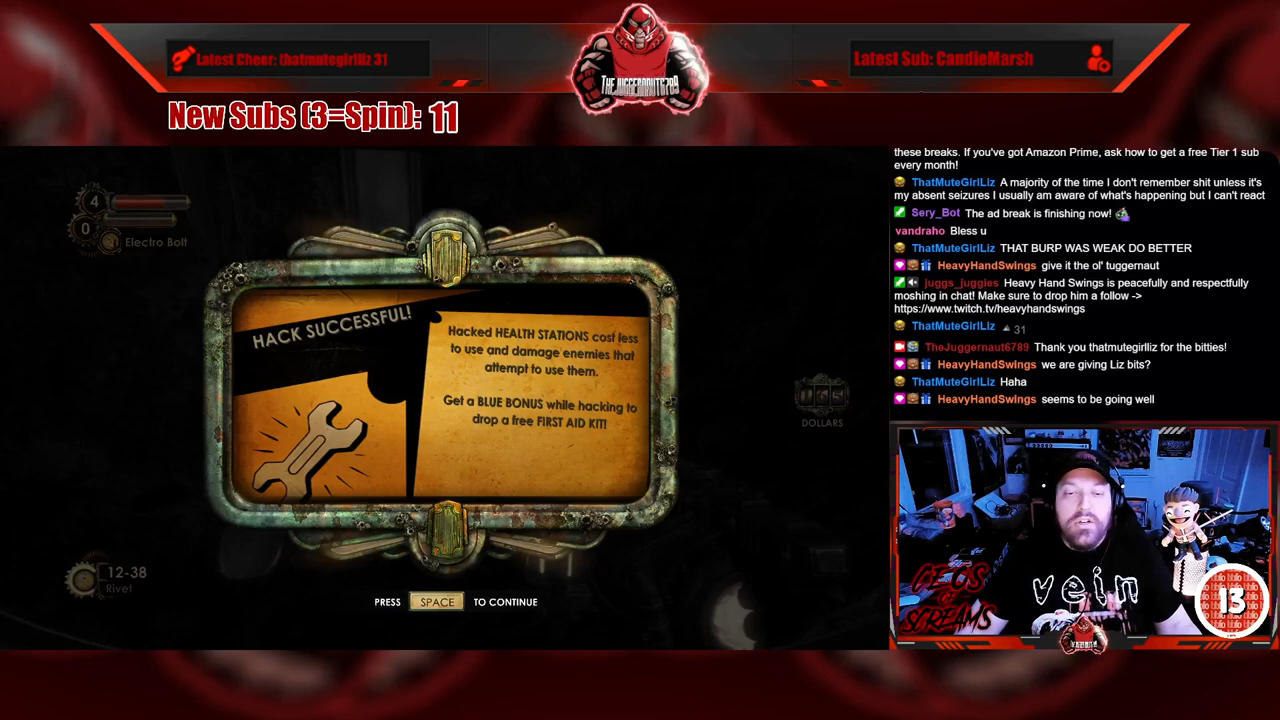 Latest Cheer: thatmutegirlliz 31
THEJUGGERNAUT6789
Latest Sub: CandieMarsh
New Subs (3=Spin): 11
4
0
Electro Bolt
HACK SUCCESSFUL!
Hacked HEALTH STATIONS cost less
to use and damage enemies that
attempt to use them.
Get a BLUE BONUS while hacking to
drop a free FIRST AID KIT!
DOLLARS
12-38
Rivet
PRESS SPACE TO CONTINUE
these breaks. If you've got Amazon Prime, ask how to get a free Tier 1 sub
every month!
ThatMuteGirlLiz A majority of the time I don't remember shit unless it's
my absent seizures I usually am aware of what's happening but I can't react
Sery_Bot The ad break is finishing now!
vandraho Bless u
ThatMuteGirlLiz THAT BURP WAS WEAK DO BETTER
HeavyHandSwings give it the ol' tuggernaut
juggs_juggies Heavy Hand Swings is peacefully and respectfully
moshing in chat! Make sure to drop him a follow ->
https://www.twitch.tv/heavyhandswings
ThatMuteGirlLiz 31
TheJuggernaut6789 Thank you thatmutegirlliz for the bitties!
HeavyHandSwings we are giving Liz bits?
ThatMuteGirlLiz Haha
HeavyHandSwings seems to be going well
vein
SCREAMS
13